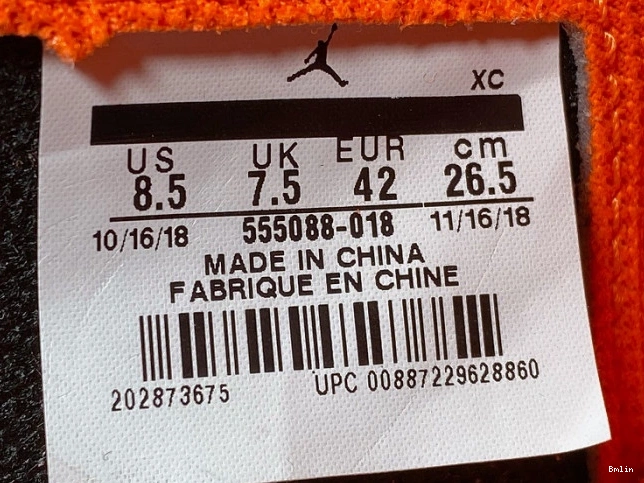 XC
US UK EUR cm
8.5 7.5 42 26.5
10/16/18 555088-018 11/16/18
MADE IN CHINA
FABRIQUE EN CHINE
202873675 UPC 00887229628860
Bmlin